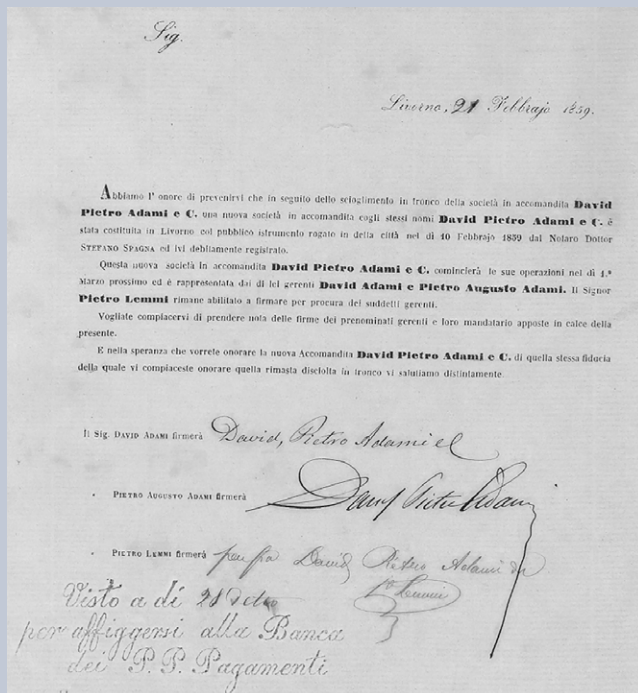 Sig.
Livorno, 21 Febbrajo 1859.
Abbiamo l'onore di prevenirvi che in seguito dello scioglimento in tronco della società in accomandita David
Pietro Adami e C. una nuova società in accomandita cogli stessi nomi David Pietro Adami e C. è
stata costituita in Livorno col pubblico istrumento rogato in della città nel dì 10 Febbrajo 1859 dal Notaro Dottor
STEFANO SPAGNA ed ivi debitamente registrato.
Questa nuova società in accomandita David Pietro Adami e C. comincierà le sue operazioni nel dì 1.º
Marzo prossimo ed è rappresentata dai di lei gerenti David Adami e Pietro Augusto Adami. Il Signor
Pietro Lemmi rimane abilitato a firmare per procura dei suddetti gerenti.
Vogliate compiacervi di prendere nota delle firme dei prenominati gerenti e loro mandatario apposte in calce della
presente.
E nella speranza che vorrete onorare la nuova Accomandita David Pietro Adami e C. di quella stessa fiducia
della quale vi compiaceste onorare quella rimasta disciolta in tronco vi salutiamo distintamente.
Il Sig. DAVID ADAMI firmerà David, Pietro Adami e C
" PIETRO AUGUSTO ADAMI firmerà David Pietro Adami
" PIETRO LEMMI firmerà David Pietro Adami
Lemmi
Visto a dì 21 detto
per affiggersi alla Banca
dei P. P. Pagamenti